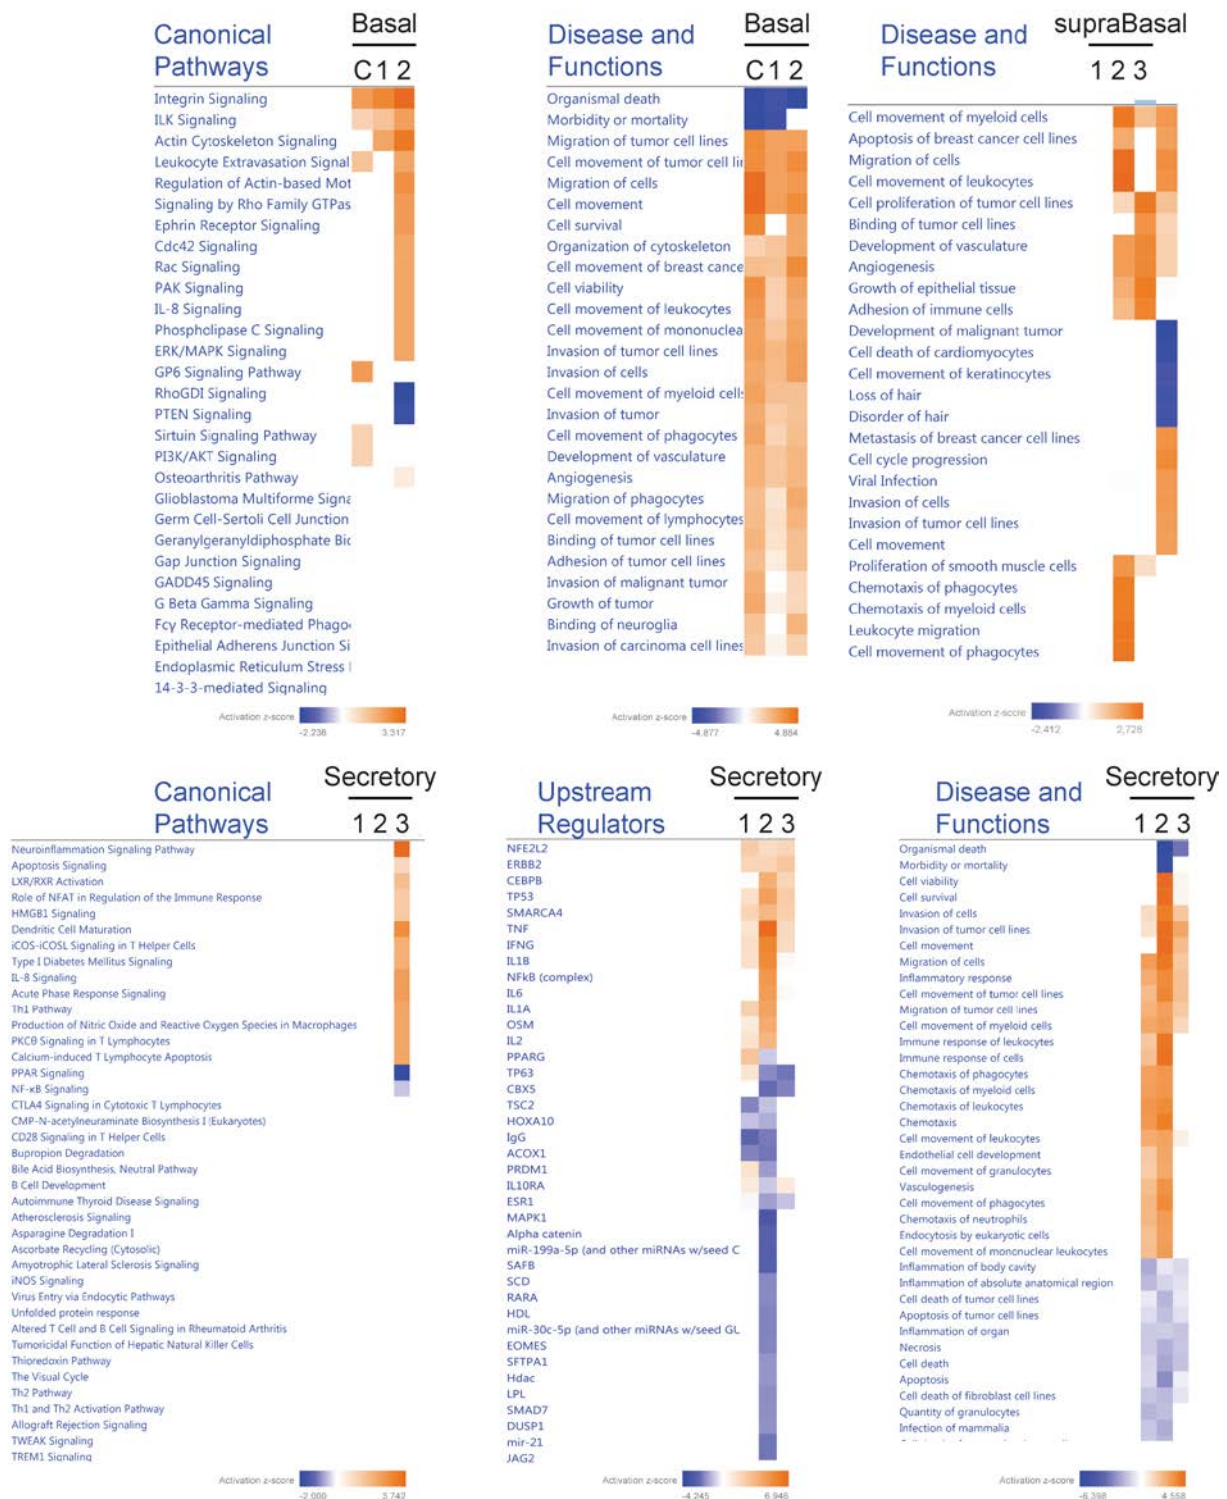 Canonical Pathways
Basal
C 1 2
Integrin Signaling
ILK Signaling
Actin Cytoskeleton Signaling
Leukocyte Extravasation Signal
Regulation of Actin-based Mot
Signaling by Rho Family GTPas
Ephrin Receptor Signaling
Cdc42 Signaling
Rac Signaling
PAK Signaling
IL-8 Signaling
Phospholipase C Signaling
ERK/MAPK Signaling
GP6 Signaling Pathway
RhoGDI Signaling
PTEN Signaling
Sirtuin Signaling Pathway
PI3K/AKT Signaling
Osteoarthritis Pathway
Glioblastoma Multiforme Signa
Germ Cell-Sertoli Cell Junction
Geranylgeranyldiphosphate Bio
Gap Junction Signaling
GADD45 Signaling
G Beta Gamma Signaling
Fcγ Receptor-mediated Phago
Epithelial Adherens Junction Si
Endoplasmic Reticulum Stress
14-3-3-mediated Signaling
Activation z-score
-2.236 3.317
Disease and Functions
Basal
C 1 2
Organismal death
Morbidity or mortality
Migration of tumor cell lines
Cell movement of tumor cell lin
Migration of cells
Cell movement
Cell survival
Organization of cytoskeleton
Cell movement of breast cance
Cell viability
Cell movement of leukocytes
Cell movement of mononuclea
Invasion of tumor cell lines
Invasion of cells
Cell movement of myeloid cells
Invasion of tumor
Cell movement of phagocytes
Development of vasculature
Angiogenesis
Migration of phagocytes
Cell movement of lymphocytes
Binding of tumor cell lines
Adhesion of tumor cell lines
Invasion of malignant tumor
Growth of tumor
Binding of neuroglia
Invasion of carcinoma cell lines
Activation z-score
-4.877 4.884
Disease and Functions
supraBasal
1 2 3
Cell movement of myeloid cells
Apoptosis of breast cancer cell lines
Migration of cells
Cell movement of leukocytes
Cell proliferation of tumor cell lines
Binding of tumor cell lines
Development of vasculature
Angiogenesis
Growth of epithelial tissue
Adhesion of immune cells
Development of malignant tumor
Cell death of cardiomyocytes
Cell movement of keratinocytes
Loss of hair
Disorder of hair
Metastasis of breast cancer cell lines
Cell cycle progression
Viral Infection
Invasion of cells
Invasion of tumor cell lines
Cell movement
Proliferation of smooth muscle cells
Chemotaxis of phagocytes
Chemotaxis of myeloid cells
Leukocyte migration
Cell movement of phagocytes
Activation z-score
-2,412 2,728
Canonical Pathways
Secretory
1 2 3
Neuroinflammation Signaling Pathway
Apoptosis Signaling
LXR/RXR Activation
Role of NFAT in Regulation of the Immune Response
HMGB1 Signaling
Dendritic Cell Maturation
iCOS-iCOSL Signaling in T Helper Cells
Type I Diabetes Mellitus Signaling
IL-8 Signaling
Acute Phase Response Signaling
Th1 Pathway
Production of Nitric Oxide and Reactive Oxygen Species in Macrophages
PKCθ Signaling in T Lymphocytes
Calcium-induced T Lymphocyte Apoptosis
PPAR Signaling
NF-κB Signaling
CTLA4 Signaling in Cytotoxic T Lymphocytes
CMP-N-acetylneuraminate Biosynthesis I (Eukaryotes)
CD28 Signaling in T Helper Cells
Bupropion Degradation
Bile Acid Biosynthesis, Neutral Pathway
B Cell Development
Autoimmune Thyroid Disease Signaling
Atherosclerosis Signaling
Asparagine Degradation I
Ascorbate Recycling (Cytosolic)
Amyotrophic Lateral Sclerosis Signaling
iNOS Signaling
Virus Entry via Endocytic Pathways
Unfolded protein response
Altered T Cell and B Cell Signaling in Rheumatoid Arthritis
Tumoricidal Function of Hepatic Natural Killer Cells
Thioredoxin Pathway
The Visual Cycle
Th2 Pathway
Th1 and Th2 Activation Pathway
Allograft Rejection Signaling
TWEAK Signaling
TREM1 Signaling
Activation z-score
-2.000 3.742
Upstream Regulators
Secretory
1 2 3
NFE2L2
ERBB2
CEBPB
TP53
SMARCA4
TNF
IFNG
IL1B
NFkB (complex)
IL6
IL1A
OSM
IL2
PPARG
TP63
CBX5
TSC2
HOXA10
IgG
ACOX1
PRDM1
IL10RA
ESR1
MAPK1
Alpha catenin
miR-199a-5p (and other miRNAs w/seed C
SAFB
SCD
RARA
HDL
miR-30c-5p (and other miRNAs w/seed GU
EOMES
SFTPA1
Hdac
LPL
SMAD7
DUSP1
mir-21
JAG2
Activation z-score
-4.245 6.946
Disease and Functions
Secretory
1 2 3
Organismal death
Morbidity or mortality
Cell viability
Cell survival
Invasion of cells
Invasion of tumor cell lines
Cell movement
Migration of cells
Inflammatory response
Cell movement of tumor cell lines
Migration of tumor cell lines
Cell movement of myeloid cells
Immune response of leukocytes
Immune response of cells
Chemotaxis of phagocytes
Chemotaxis of myeloid cells
Chemotaxis of leukocytes
Chemotaxis
Cell movement of leukocytes
Endothelial cell development
Cell movement of granulocytes
Vasculogenesis
Cell movement of phagocytes
Chemotaxis of neutrophils
Endocytosis by eukaryotic cells
Cell movement of mononuclear leukocytes
Inflammation of body cavity
Inflammation of absolute anatomical region
Cell death of tumor cell lines
Apoptosis of tumor cell lines
Inflammation of organ
Necrosis
Cell death
Apoptosis
Cell death of fibroblast cell lines
Quantity of granulocytes
Infection of mammalia
Activation z-score
-6.398 4.558